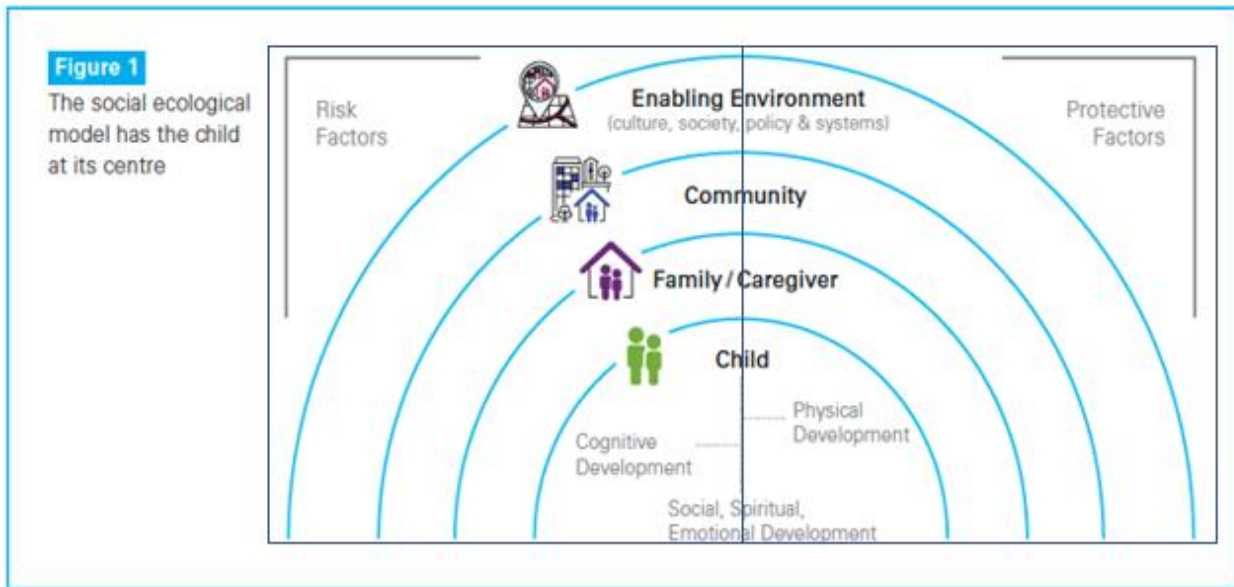 Figure 1
The social ecological
model has the child
at its centre
Risk
Factors
Enabling Environment
(culture, society, policy & systems)
Protective
Factors
Community
Family / Caregiver
Child
Physical
Development
Cognitive
Development
Social, Spiritual,
Emotional Development